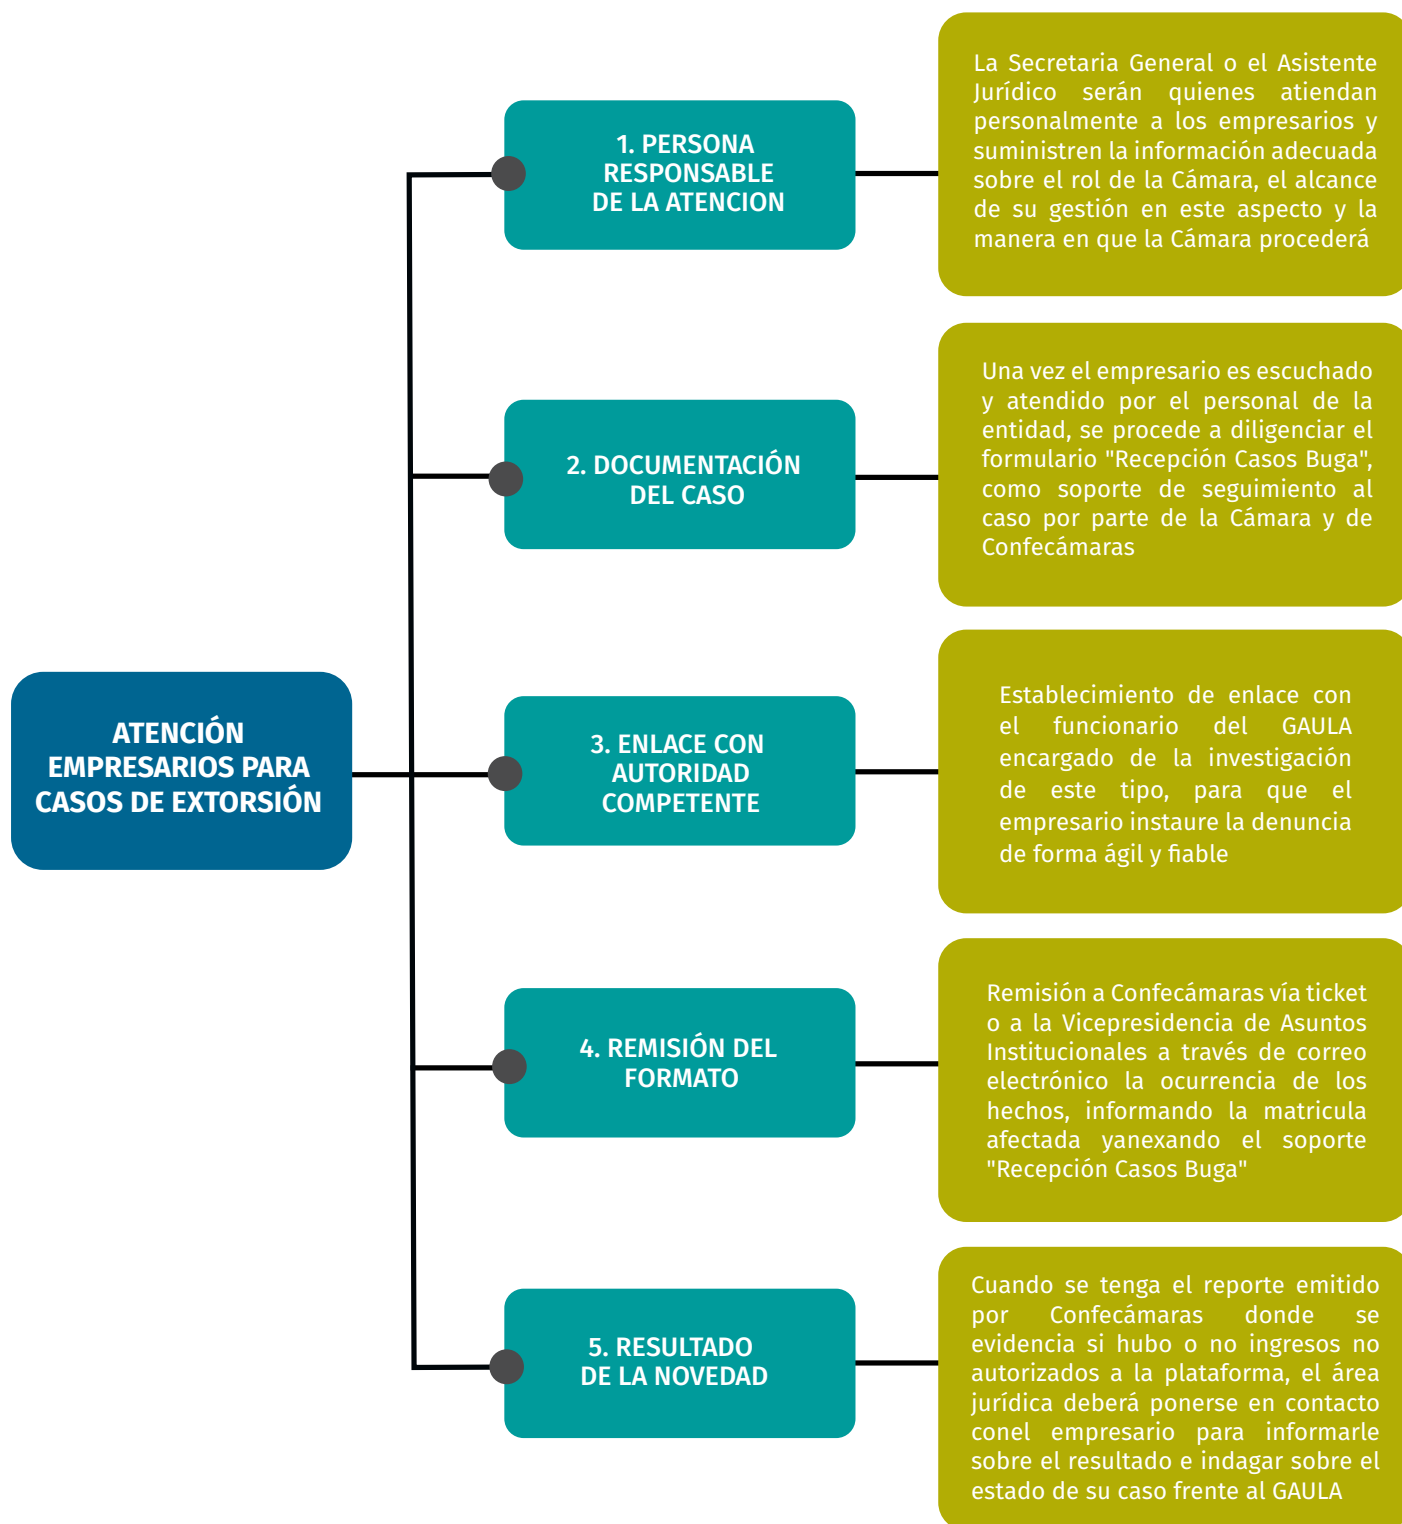 ATENCIÓN
EMPRESARIOS PARA
CASOS DE EXTORSIÓN
1. PERSONA
RESPONSABLE
DE LA ATENCION
La Secretaria General o el Asistente
Jurídico serán quienes atiendan
personalmente a los empresarios y
suministren la información adecuada
sobre el rol de la Cámara, el alcance
de su gestión en este aspecto y la
manera en que la Cámara procederá
2. DOCUMENTACIÓN
DEL CASO
Una vez el empresario es escuchado
y atendido por el personal de la
entidad, se procede a diligenciar el
formulario "Recepción Casos Buga",
como soporte de seguimiento al
caso por parte de la Cámara y de
Confecámaras
3. ENLACE CON
AUTORIDAD
COMPETENTE
Establecimiento de enlace con
el funcionario del GAULA
encargado de la investigación
de este tipo, para que el
empresario instaure la denuncia
de forma ágil y fiable
4. REMISIÓN DEL
FORMATO
Remisión a Confecámaras vía ticket
o a la Vicepresidencia de Asuntos
Institucionales a través de correo
electrónico la ocurrencia de los
hechos, informando la matricula
afectada yanexando el soporte
"Recepción Casos Buga"
5. RESULTADO
DE LA NOVEDAD
Cuando se tenga el reporte emitido
por Confecámaras donde se
evidencia si hubo o no ingresos no
autorizados a la plataforma, el área
jurídica deberá ponerse en contacto
conel empresario para informarle
sobre el resultado e indagar sobre el
estado de su caso frente al GAULA